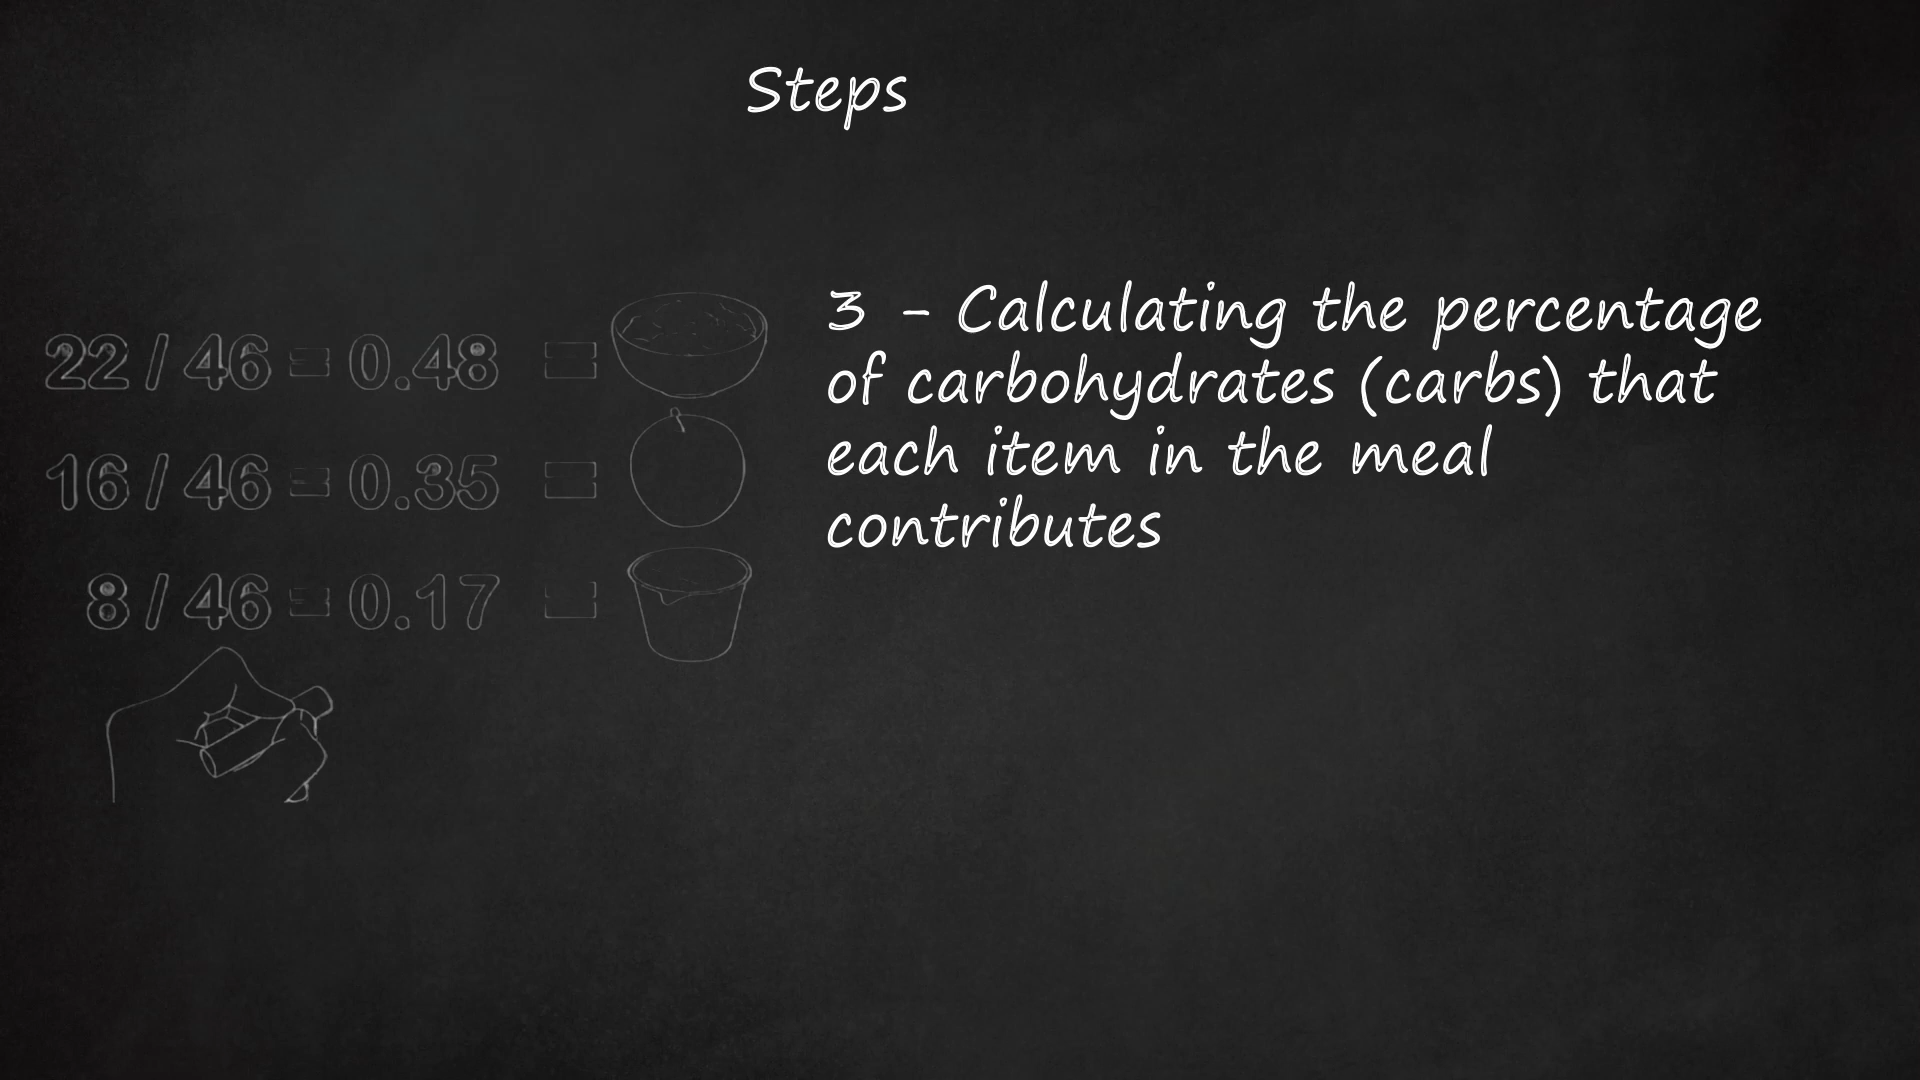 Steps
22 / 46 = 0.48 =
16 / 46 = 0.35 =
8 / 46 = 0.17 =
3 - Calculating the percentage
of carbohydrates (carbs) that
each item in the meal
contributes